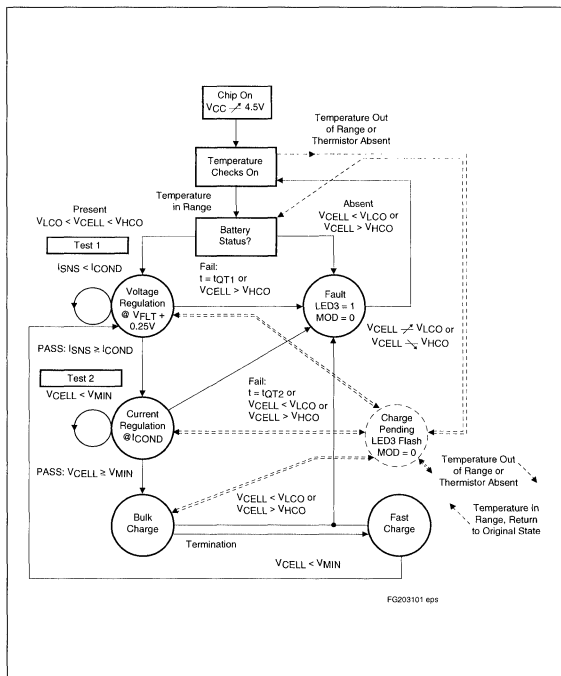 Chip On
VCC ↗ 4.5V
Temperature Out
of Range or
Thermistor Absent
Temperature
Checks On
Temperature
in Range
Present
VLCO < VCELL < VHCO
Absent
VCELL < VLCO or
VCELL > VHCO
Battery
Status?
Test 1
ISNS < ICOND
Fail:
t = tQT1 or
VCELL > VHCO
Voltage
Regulation
@ VFLT +
0.25V
Fault
LED3 = 1
MOD = 0
VCELL ↗ VLCO or
VCELL ↘ VHCO
PASS: ISNS ≥ ICOND
Test 2
VCELL < VMIN
Fail:
t = tQT2 or
VCELL < VLCO or
VCELL > VHCO
Current
Regulation
@ICOND
Charge
Pending
LED3 Flash
MOD = 0
Temperature Out
of Range or
Thermistor Absent
PASS: VCELL ≥ VMIN
VCELL < VLCO or
VCELL > VHCO
Temperature in
Range, Return
to Original State
Bulk
Charge
Fast
Charge
Termination
VCELL < VMIN
FG203101 eps